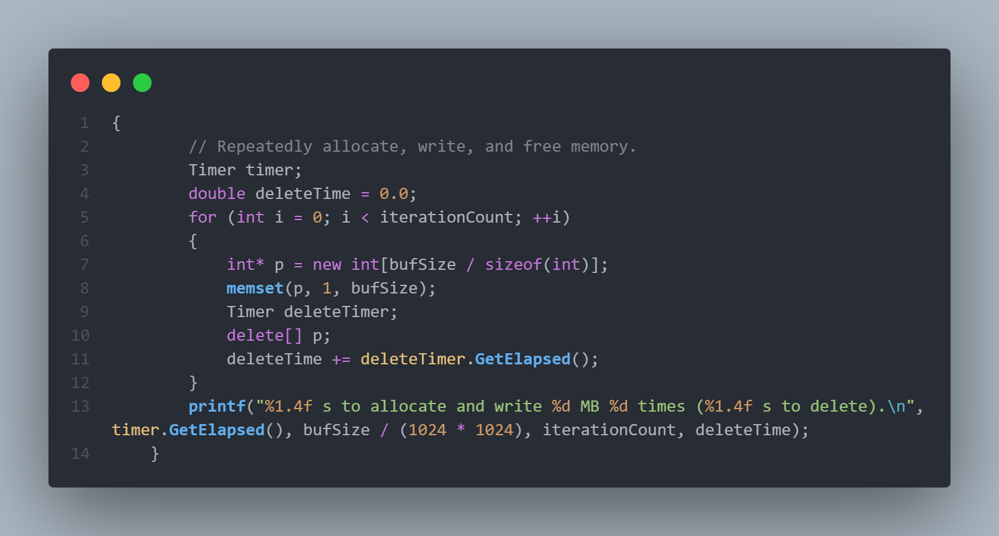 1 {
2 // Repeatedly allocate, write, and free memory.
3 Timer timer;
4 double deleteTime = 0.0;
5 for (int i = 0; i < iterationCount; ++i)
6 {
7 int* p = new int[bufSize / sizeof(int)];
8 memset(p, 1, bufSize);
9 Timer deleteTimer;
10 delete[] p;
11 deleteTime += deleteTimer.GetElapsed();
12 }
13 printf("%1.4f s to allocate and write %d MB %d times (%1.4f s to delete).\n",
timer.GetElapsed(), bufSize / (1024 * 1024), iterationCount, deleteTime);
14 }